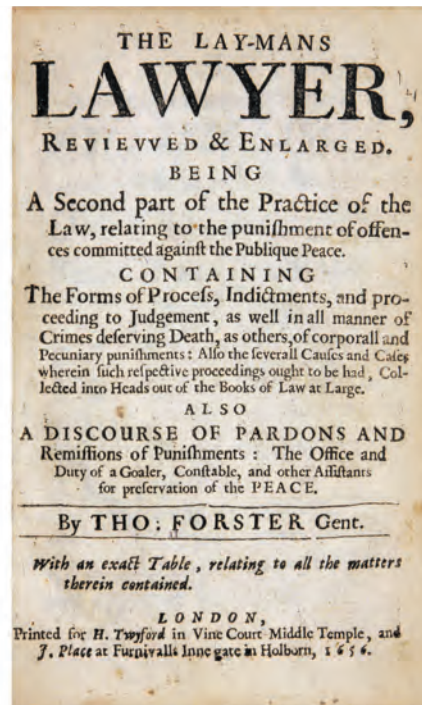 THE LAY-MANS
LAWYER,
REVIEVVED & ENLARGED.
BEING
A Second part of the Practice of the
Law, relating to the puniſhment of offen-
ces committed againſt the Publique Peace.
CONTAINING
The Forms of Proceſs, Indictments, and pro-
ceeding to Judgement, as well in all manner of
Crimes deſerving Death, as others, of corporall and
Pecuniary puniſhments: Alſo the ſeverall Cauſes and Caſes
wherein ſuch reſpective proceedings ought to be had, Col-
lected into Heads out of the Books of Law at Large.
ALSO
A DISCOURSE OF PARDONS AND
Remiſſions of Puniſhments : The Office and
Duty of a Goaler, Conſtable, and other Aſſiſtants
for preſervation of the PEACE.
By THO: FORSTER Gent.
With an exact Table, relating to all the matters
therein contained.
LONDON,
Printed for H. Twyford in Vine Court Middle Temple, and
J. Place at Furnivalls Inne gate in Holborn, 1656.